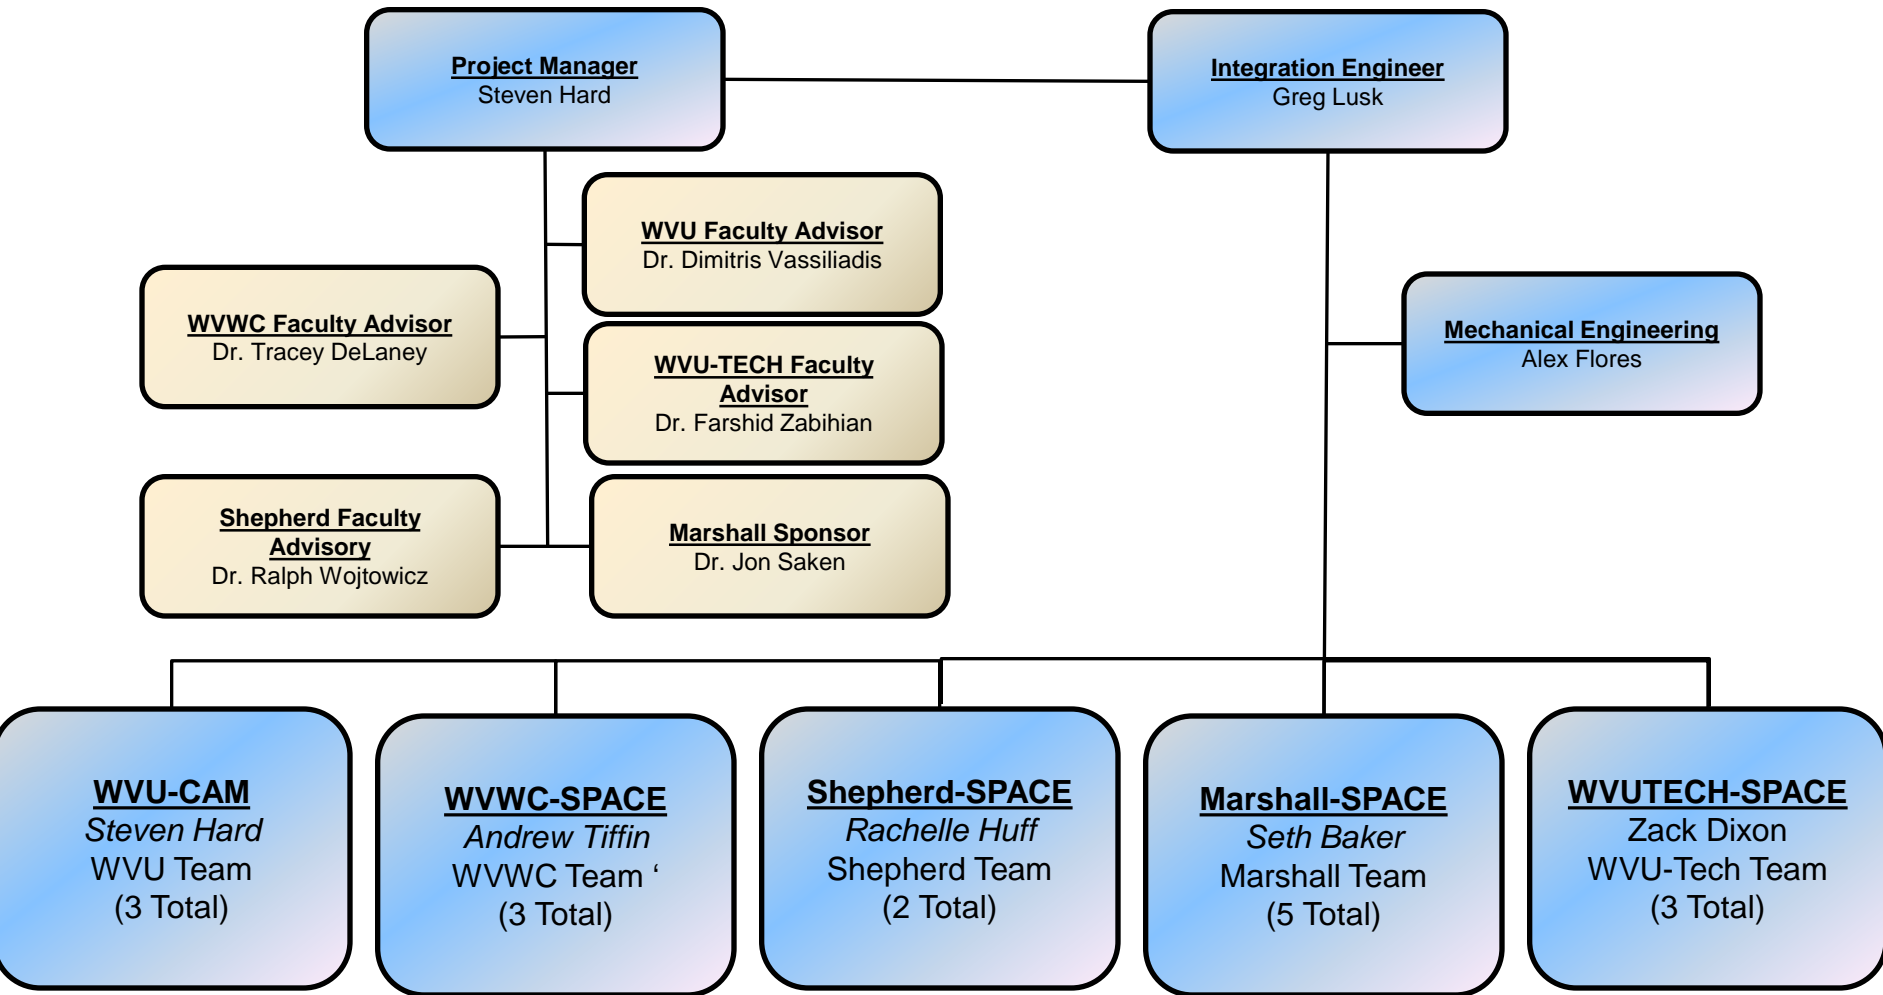 Project Manager
Steven Hard
Integration Engineer
Greg Lusk
WVU Faculty Advisor
Dr. Dimitris Vassiliadis
WVWC Faculty Advisor
Dr. Tracey DeLaney
Mechanical Engineering
Alex Flores
WVU-TECH Faculty
Advisor
Dr. Farshid Zabihian
Shepherd Faculty
Advisory
Dr. Ralph Wojtowicz
Marshall Sponsor
Dr. Jon Saken
WVU-CAM
Steven Hard
WVU Team
(3 Total)
WVWC-SPACE
Andrew Tiffin
WVWC Team ‘
(3 Total)
Shepherd-SPACE
Rachelle Huff
Shepherd Team
(2 Total)
Marshall-SPACE
Seth Baker
Marshall Team
(5 Total)
WVUTECH-SPACE
Zack Dixon
WVU-Tech Team
(3 Total)